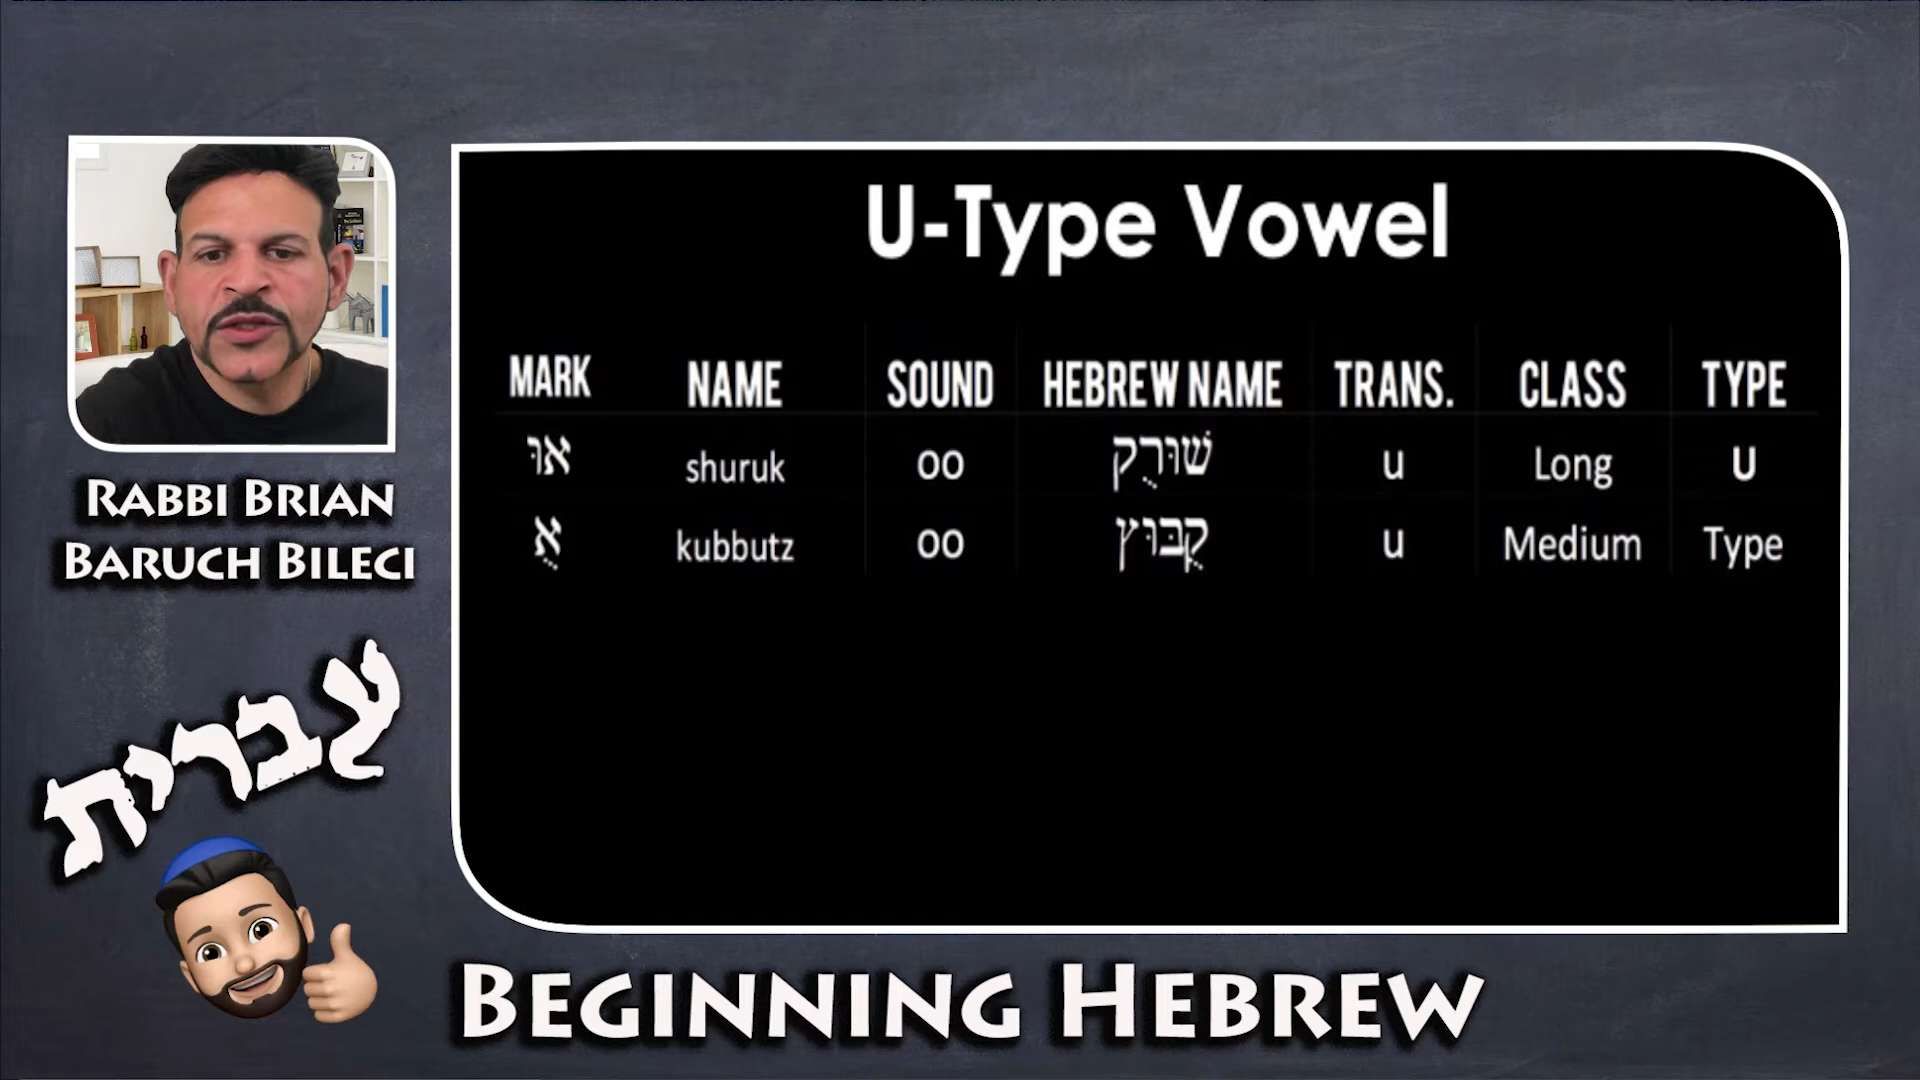 U-Type Vowel
MARK NAME SOUND HEBREW NAME TRANS. CLASS TYPE
אוּ shuruk oo שׁוּרֻק u Long U
אֻ kubbutz oo קֻבּוּץ u Medium Type
RABBI BRIAN
BARUCH BILECI
עברית
BEGINNING HEBREW